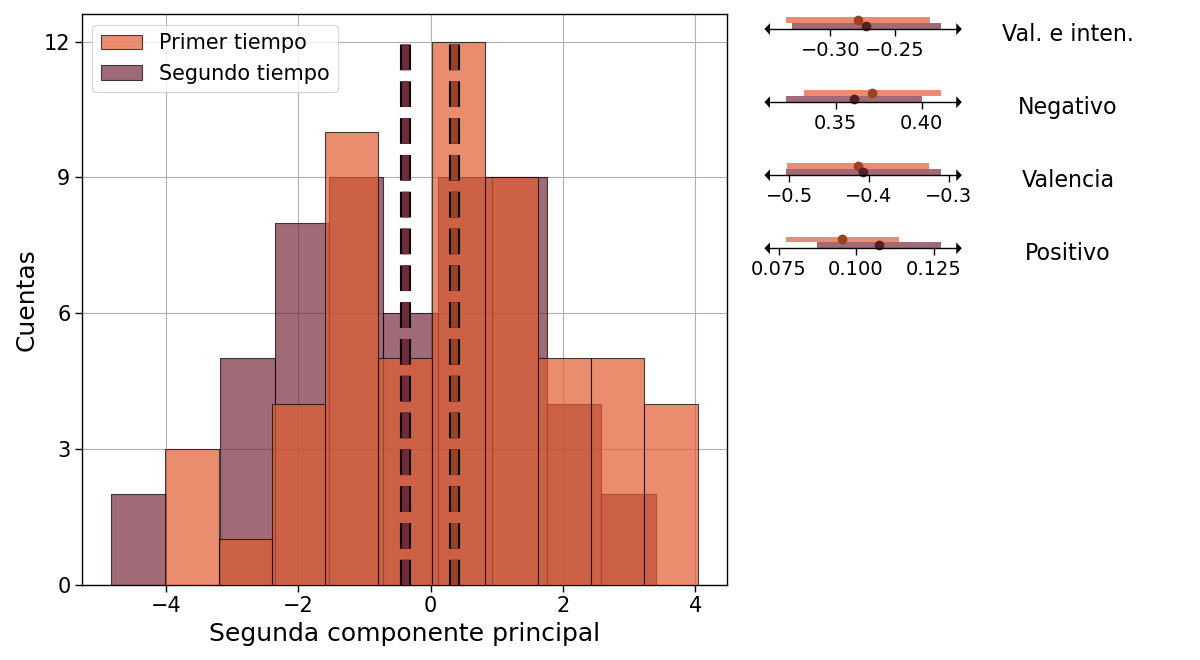 Primer tiempo
Segundo tiempo
12
9
6
3
0
Cuentas
−4 −2 0 2 4
Segunda componente principal
Val. e inten.
−0.30 −0.25
Negativo
0.35 0.40
Valencia
−0.5 −0.4 −0.3
Positivo
0.075 0.100 0.125